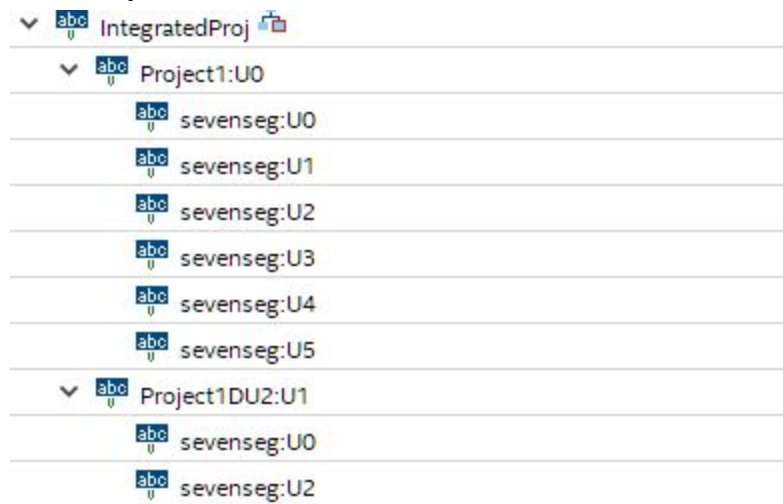 IntegratedProj
Project1:U0
sevenseg:U0
sevenseg:U1
sevenseg:U2
sevenseg:U3
sevenseg:U4
sevenseg:U5
Project1DU2:U1
sevenseg:U0
sevenseg:U2